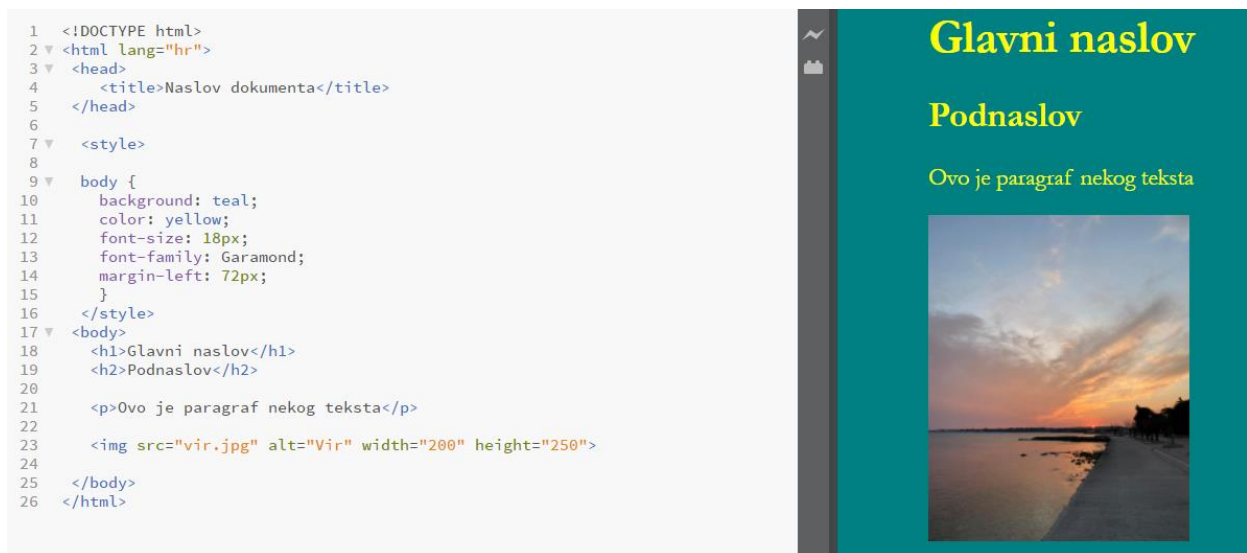 1 <!DOCTYPE html>
2 <html lang="hr">
3 <head>
4 <title>Naslov dokumenta</title>
5 </head>
6
7 <style>
8
9 body {
10 background: teal;
11 color: yellow;
12 font-size: 18px;
13 font-family: Garamond;
14 margin-left: 72px;
15 }
16 </style>
17 <body>
18 <h1>Glavni naslov</h1>
19 <h2>Podnaslov</h2>
20
21 <p>Ovo je paragraf nekog teksta</p>
22
23 <img src="vir.jpg" alt="Vir" width="200" height="250">
24
25 </body>
26 </html>
Glavni naslov
Podnaslov
Ovo je paragraf nekog teksta